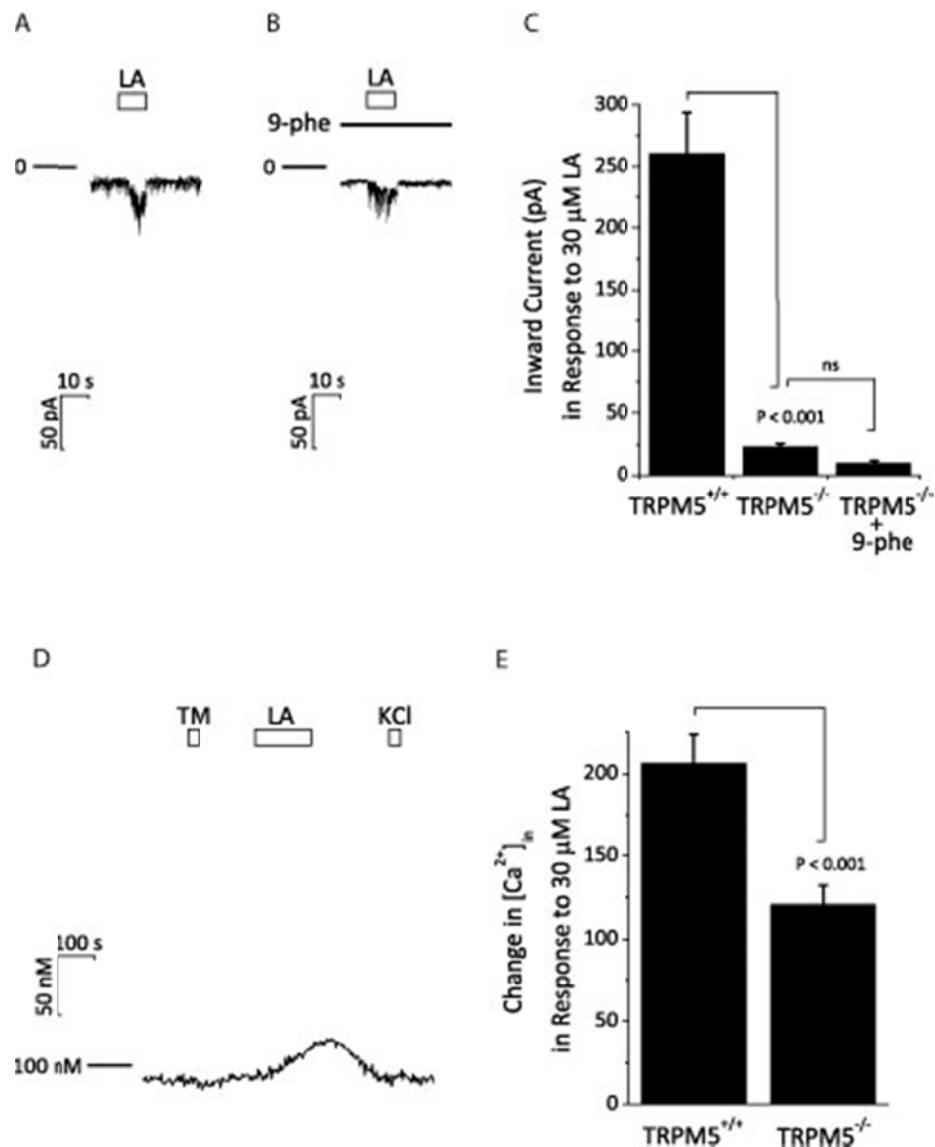 A
B
C
LA
LA
9-phe
0
0
10 s
50 pA
10 s
50 pA
Inward Current (pA)
in Response to 30 μM LA
300
250
200
150
100
50
0
ns
P < 0.001
TRPM5+/+
TRPM5-/-
TRPM5-/-
+
9-phe
D
E
TM
LA
KCl
100 s
50 nM
100 nM
Change in [Ca2+]in
in Response to 30 μM LA
200
150
100
50
0
P < 0.001
TRPM5+/+
TRPM5-/-